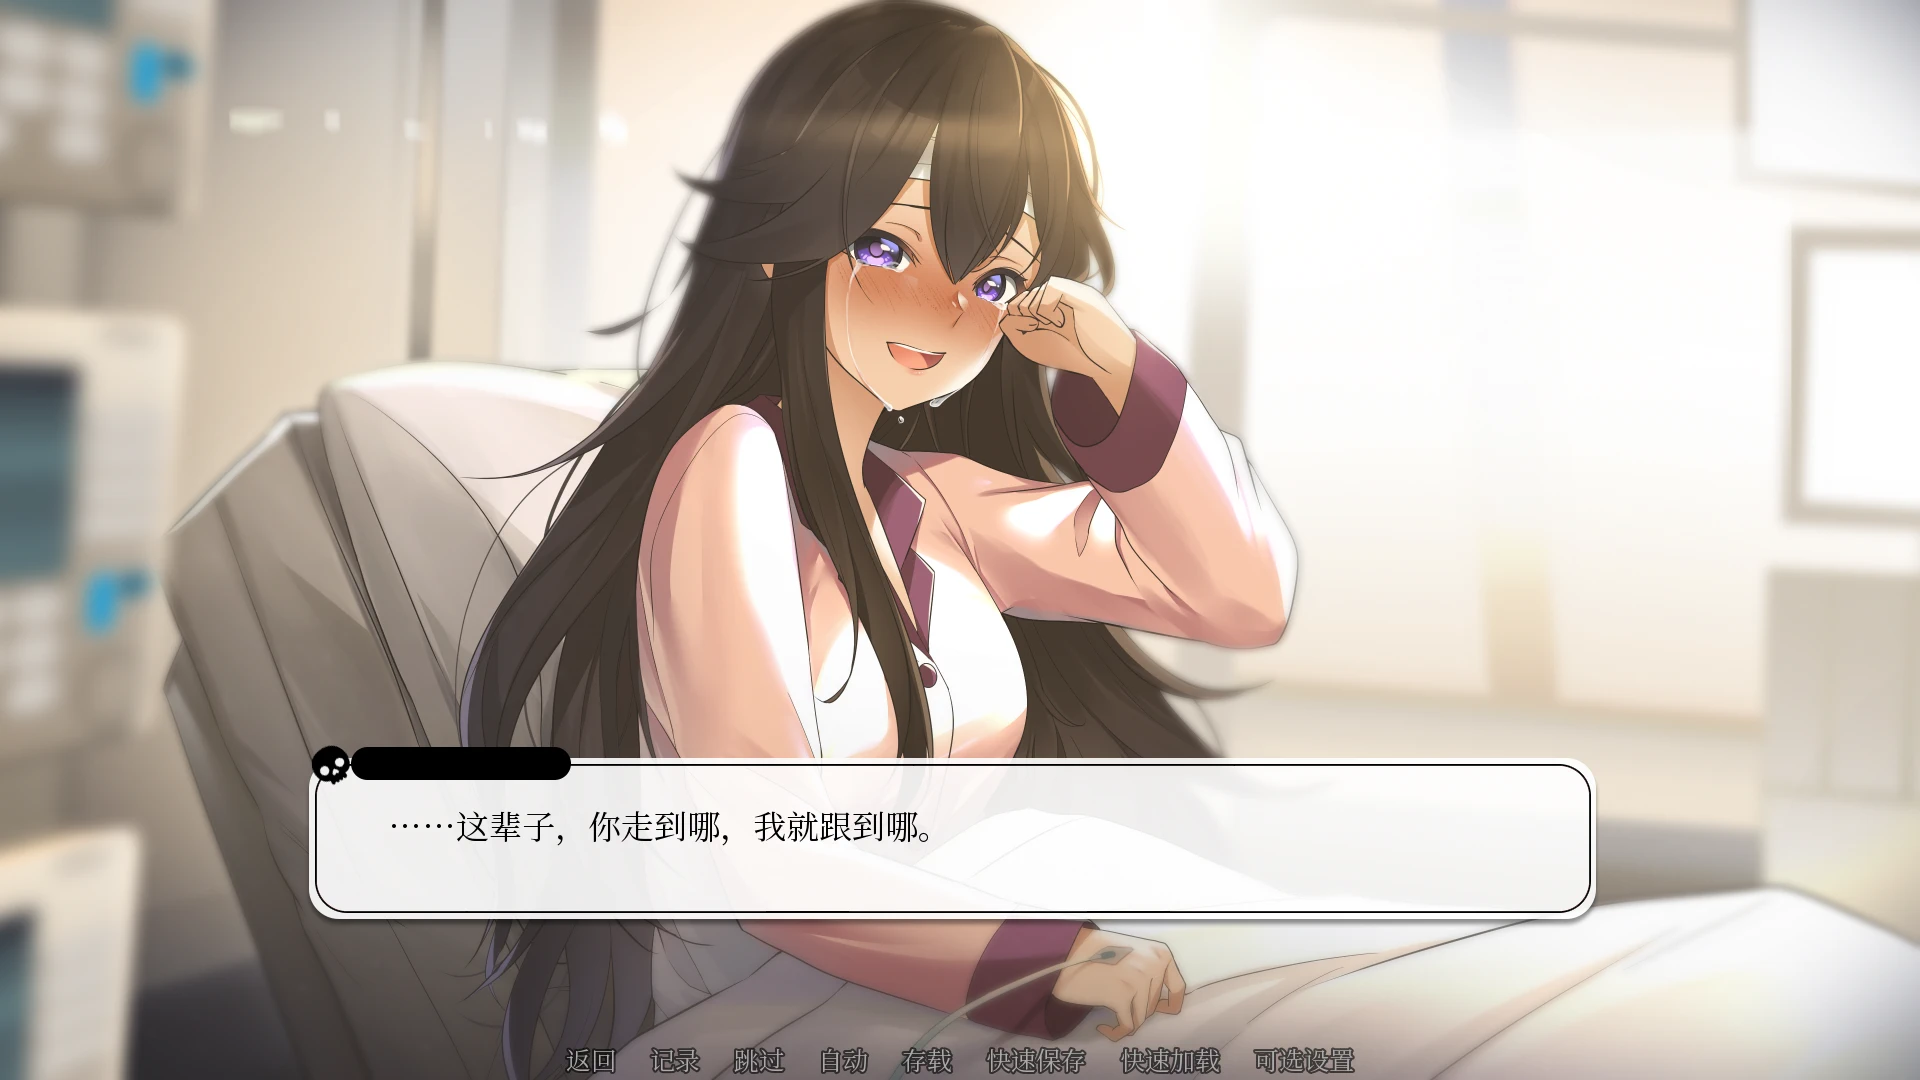 ……这辈子，你走到哪，我就跟到哪。
返回 记录 跳过 自动 存载 快速保存 快速加载 可选设置